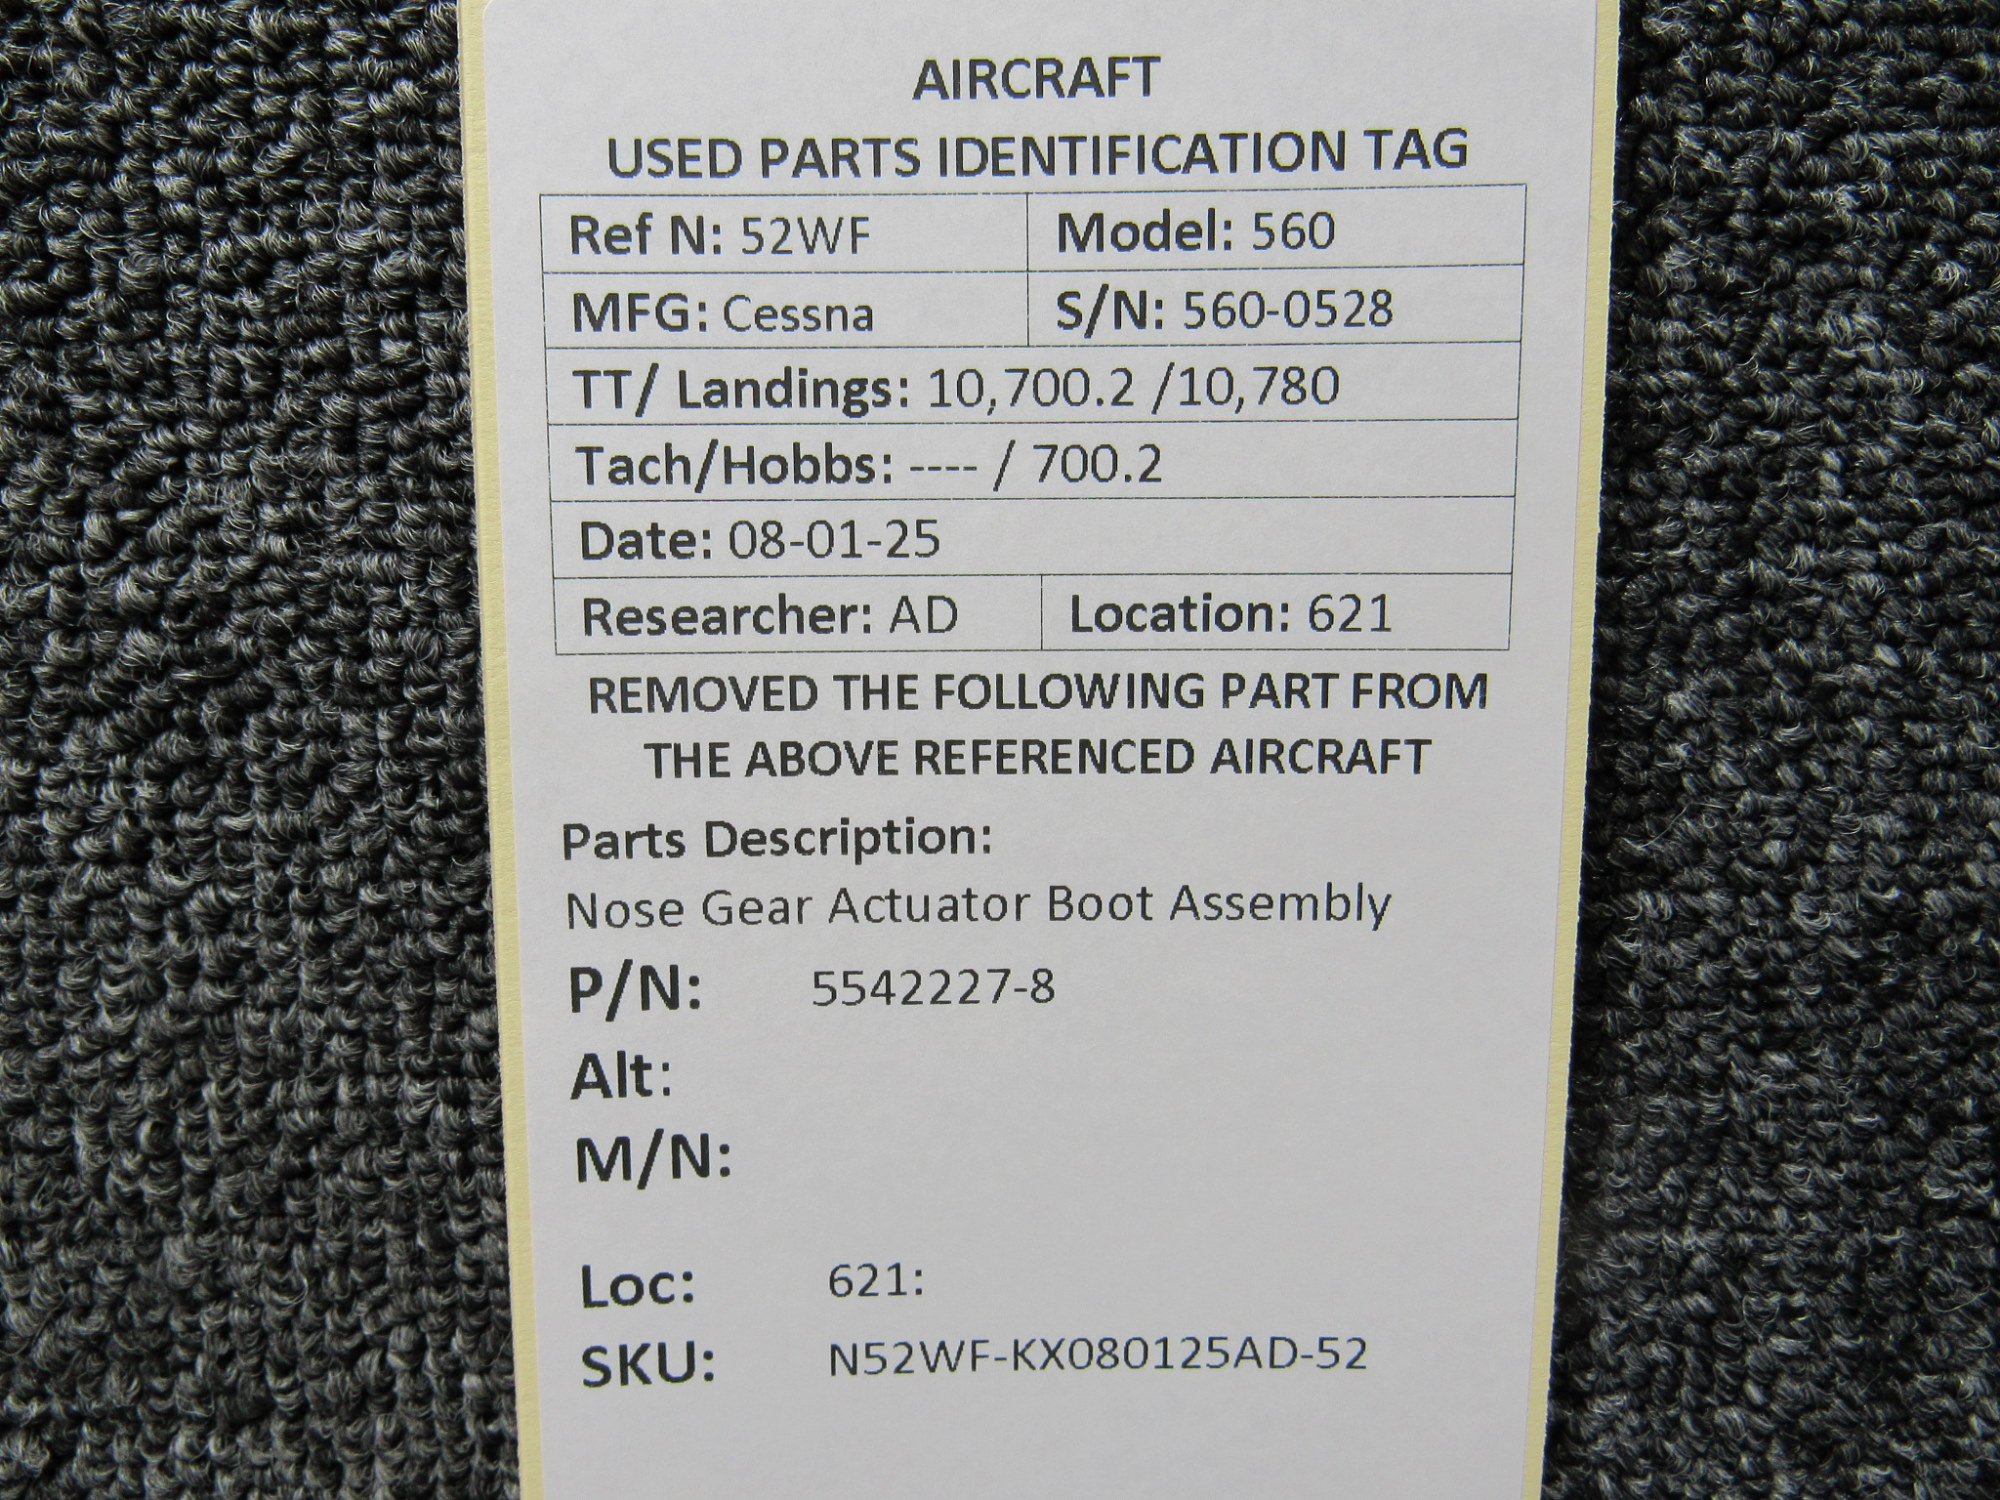 AIRCRAFT
USED PARTS IDENTIFICATION TAG
Ref N: 52WF Model: 560
MFG: Cessna S/N: 560-0528
TT/ Landings: 10,700.2 /10,780
Tach/Hobbs: ---- / 700.2
Date: 08-01-25
Researcher: AD Location: 621
REMOVED THE FOLLOWING PART FROM
THE ABOVE REFERENCED AIRCRAFT
Parts Description:
Nose Gear Actuator Boot Assembly
P/N: 5542227-8
Alt:
M/N:
Loc: 621:
SKU: N52WF-KX080125AD-52